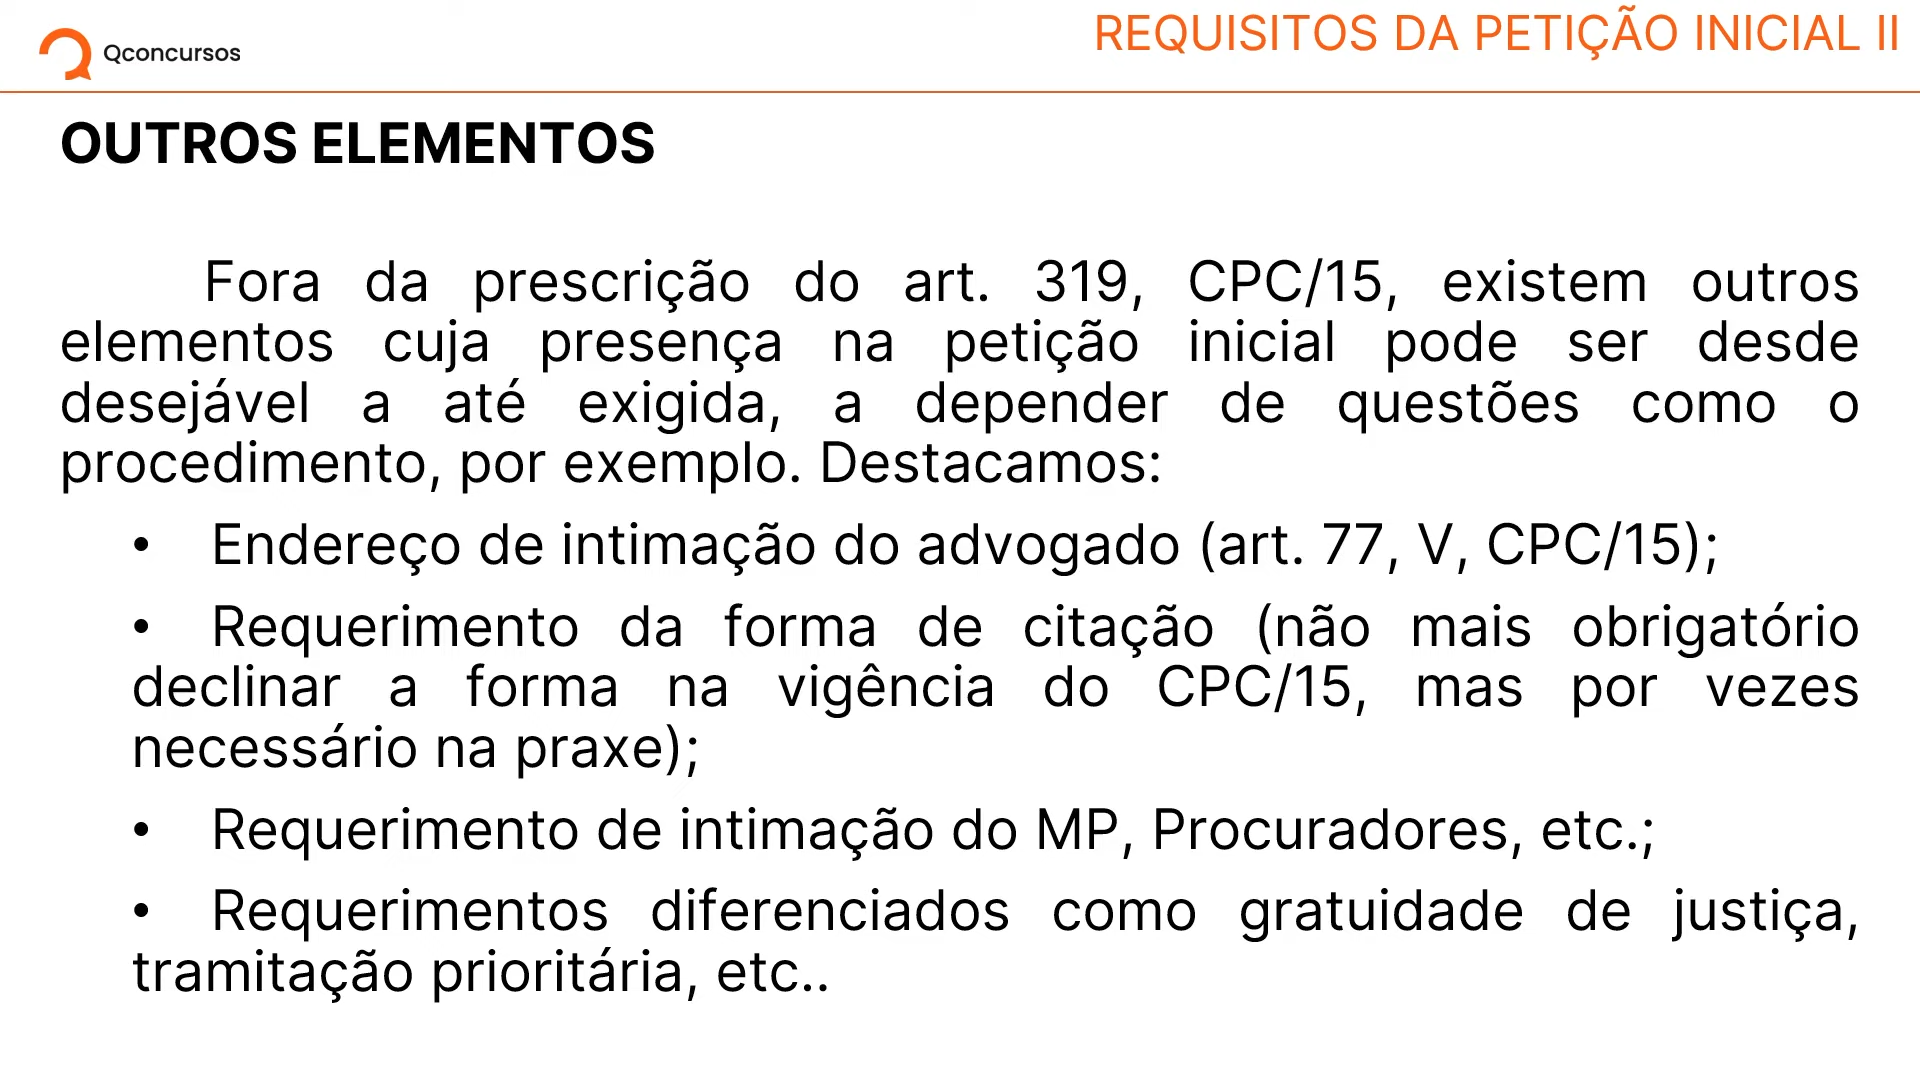 Qconcursos
REQUISITOS DA PETIÇÃO INICIAL II
OUTROS ELEMENTOS
Fora da prescrição do art. 319, CPC/15, existem outros
elementos cuja presença na petição inicial pode ser desde
desejável a até exigida, a depender de questões como o
procedimento, por exemplo. Destacamos:
• Endereço de intimação do advogado (art. 77, V, CPC/15);
• Requerimento da forma de citação (não mais obrigatório
declinar a forma na vigência do CPC/15, mas por vezes
necessário na praxe);
• Requerimento de intimação do MP, Procuradores, etc.;
• Requerimentos diferenciados como gratuidade de justiça,
tramitação prioritária, etc..